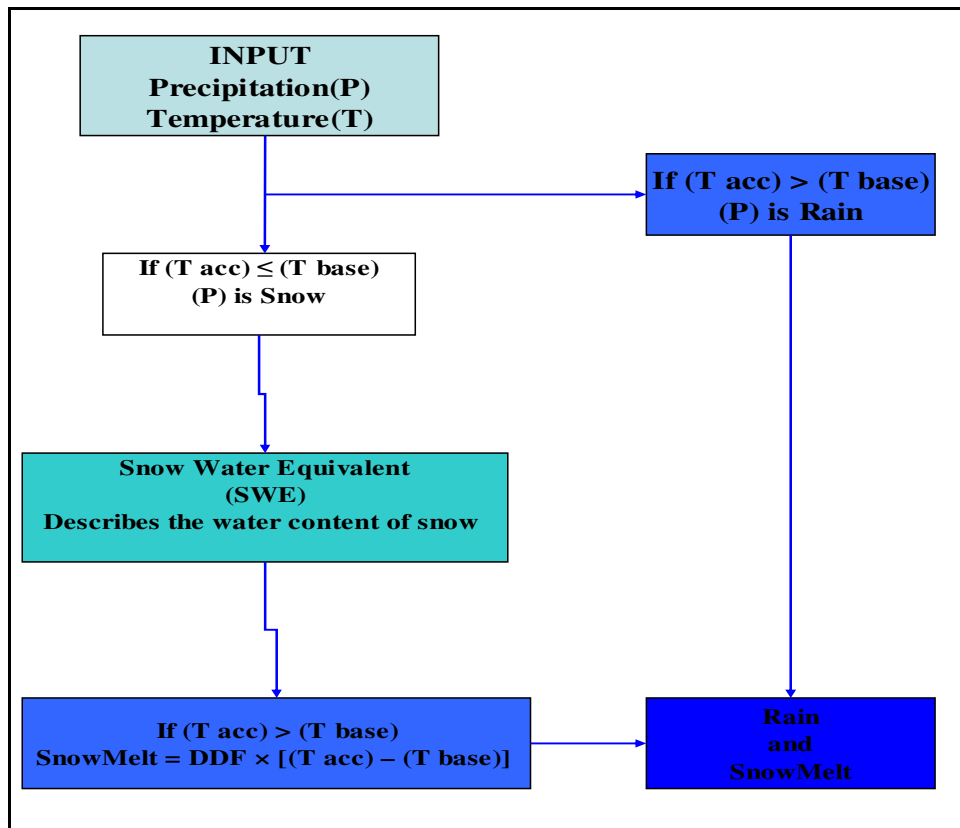 INPUT
Precipitation(P)
Temperature(T)
If (T acc) > (T base)
(P) is Rain
If (T acc) ≤ (T base)
(P) is Snow
Snow Water Equivalent
(SWE)
Describes the water content of snow
If (T acc) > (T base)
SnowMelt = DDF × [(T acc) – (T base)]
Rain
and
SnowMelt